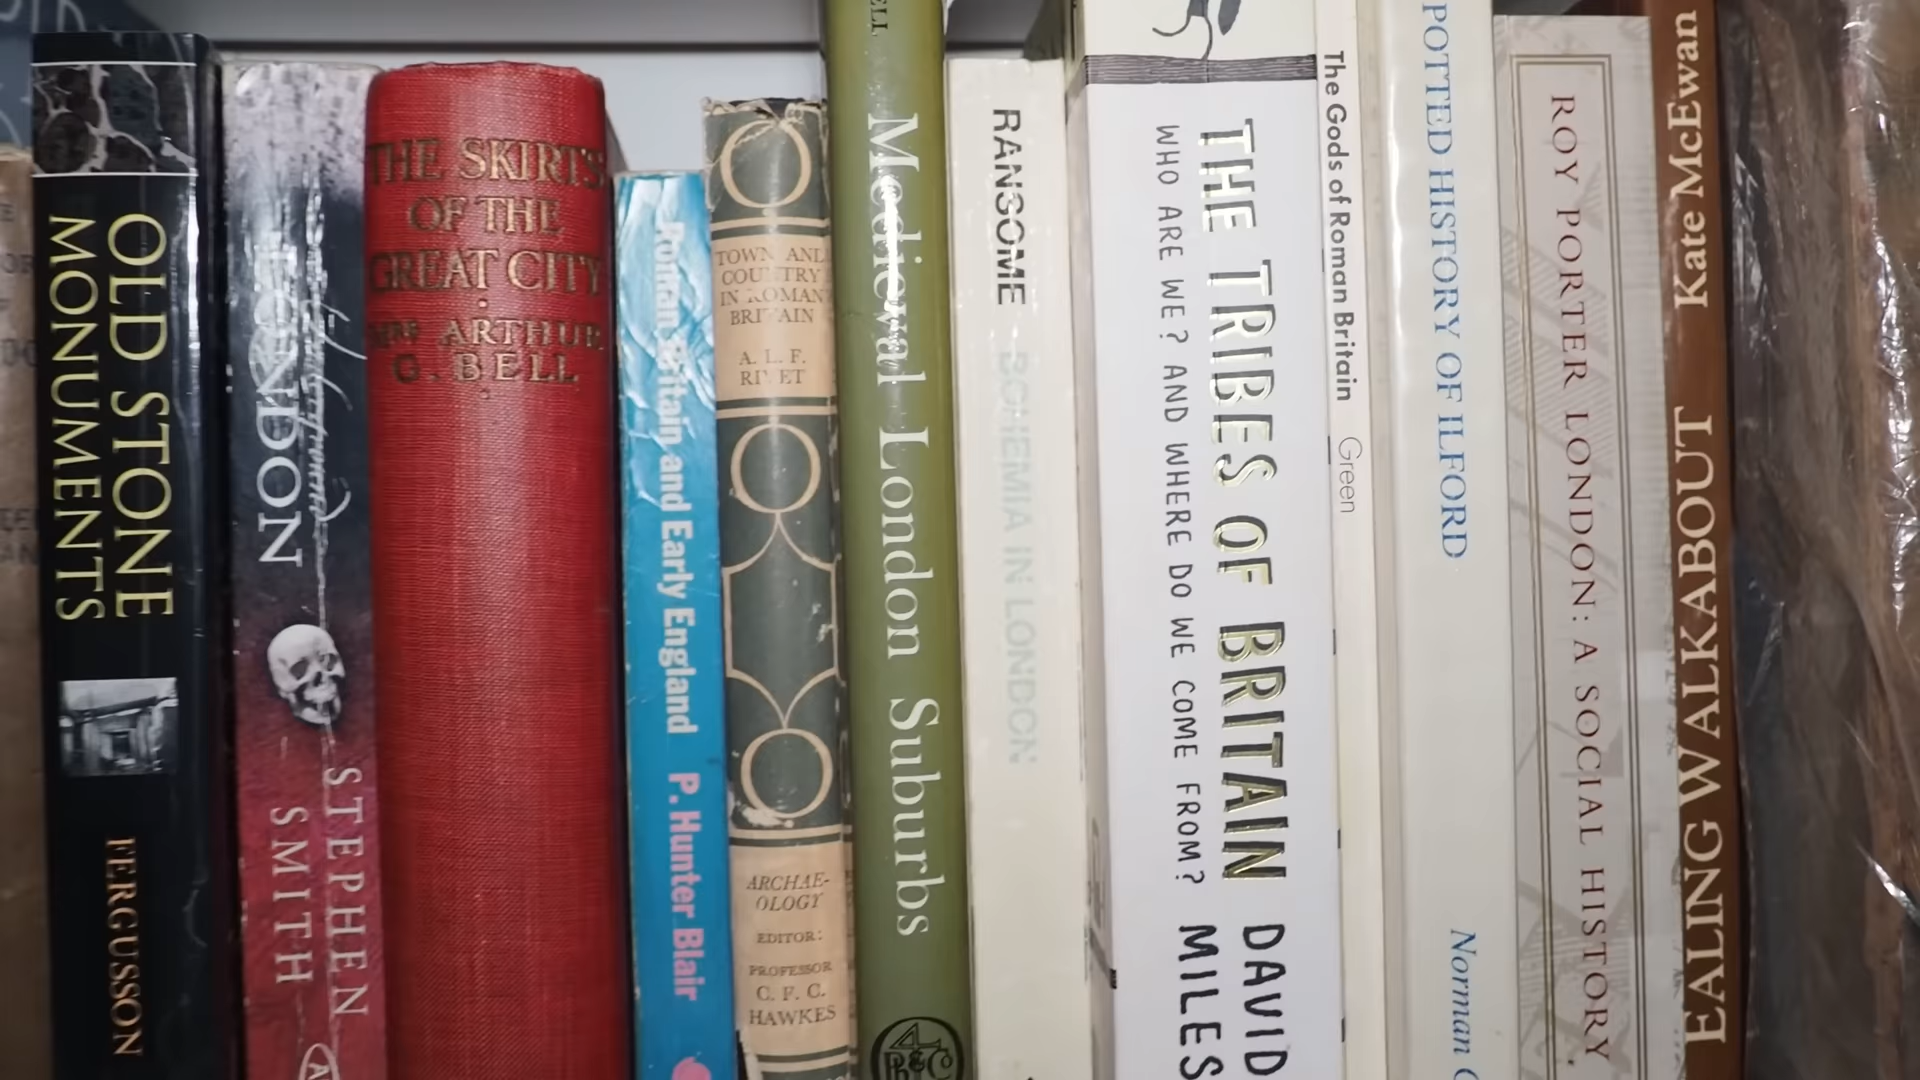 OLD STONE
MONUMENTS
FERGUSSON
Underground
LONDON
STEPHEN
SMITH
THE SKIRTS
OF THE
GREAT CITY
MRS ARTHUR
G. BELL
Roman Britain and Early England P. Hunter Blair
TOWN AND
COUNTRY
IN ROMAN
BRITAIN
A. L. F.
RIVET
ARCHAE-
OLOGY
EDITOR:
PROFESSOR
C. F. C.
HAWKES
ELL Medieval London Suburbs
RANSOME BOHEMIA IN LONDON
THE TRIBES OF BRITAIN
WHO ARE WE? AND WHERE DO WE COME FROM?
DAVID
MILES
The Gods of Roman Britain Green
POTTED HISTORY OF ILFORD Norman G
ROY PORTER LONDON: A SOCIAL HISTORY
EALING WALKABOUT Kate McEwan